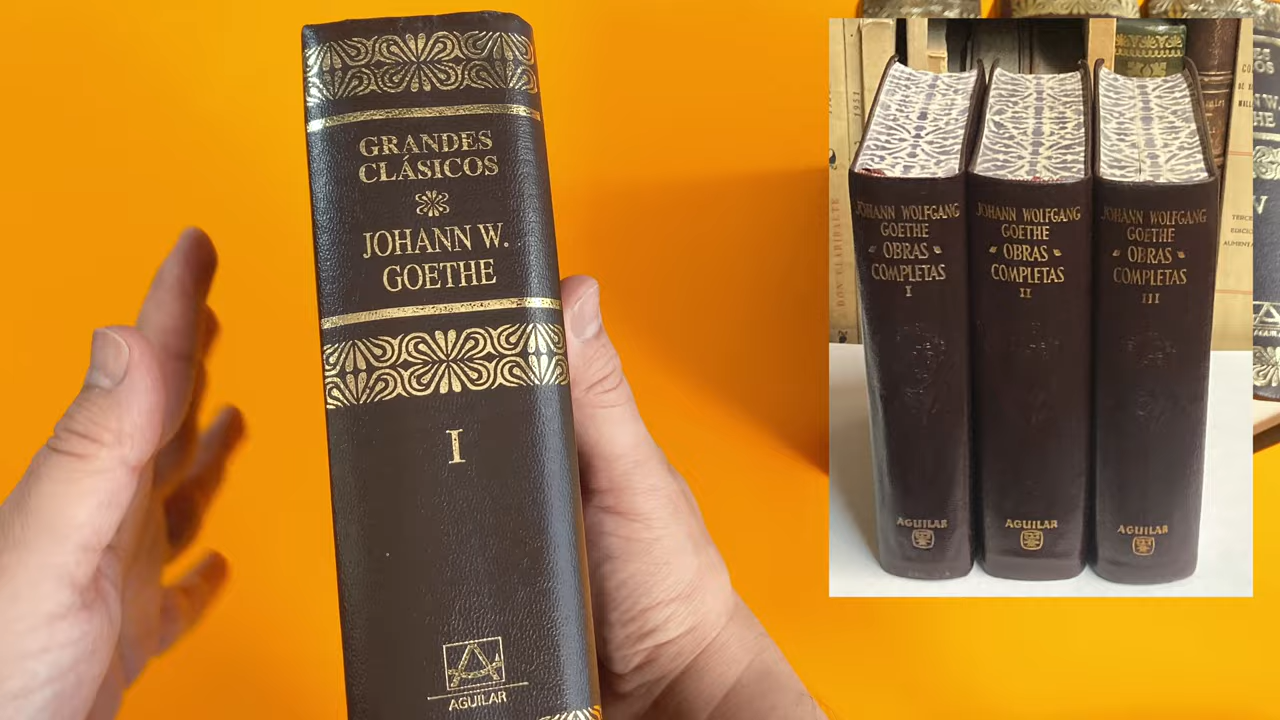 GRANDES
CLÁSICOS
JOHANN W.
GOETHE
I
AGUILAR
JOHANN WOLFGANG
GOETHE
OBRAS
COMPLETAS
I
AGUILAR
JOHANN WOLFGANG
GOETHE
OBRAS
COMPLETAS
II
AGUILAR
JOHANN WOLFGANG
GOETHE
OBRAS
COMPLETAS
III
AGUILAR
1951